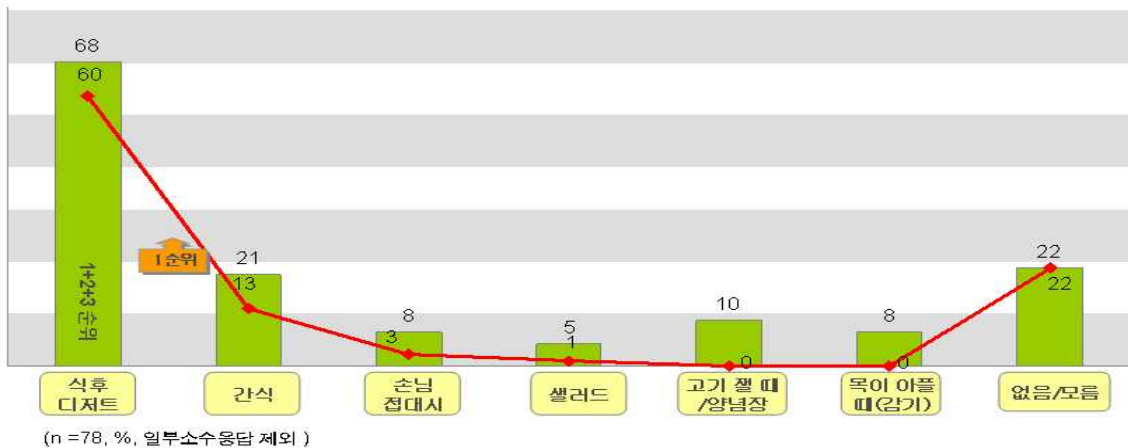 68
60
1순위
1+2+3 순위
21
13
8
3
5
1
10
0
8
0
22
22
식후
디저트
간식
손님
접대시
샐러드
고기 잴 때
/양념장
목이 아플
때(감기)
없음/모름
(n =78, %, 일부소수응답 제외 )